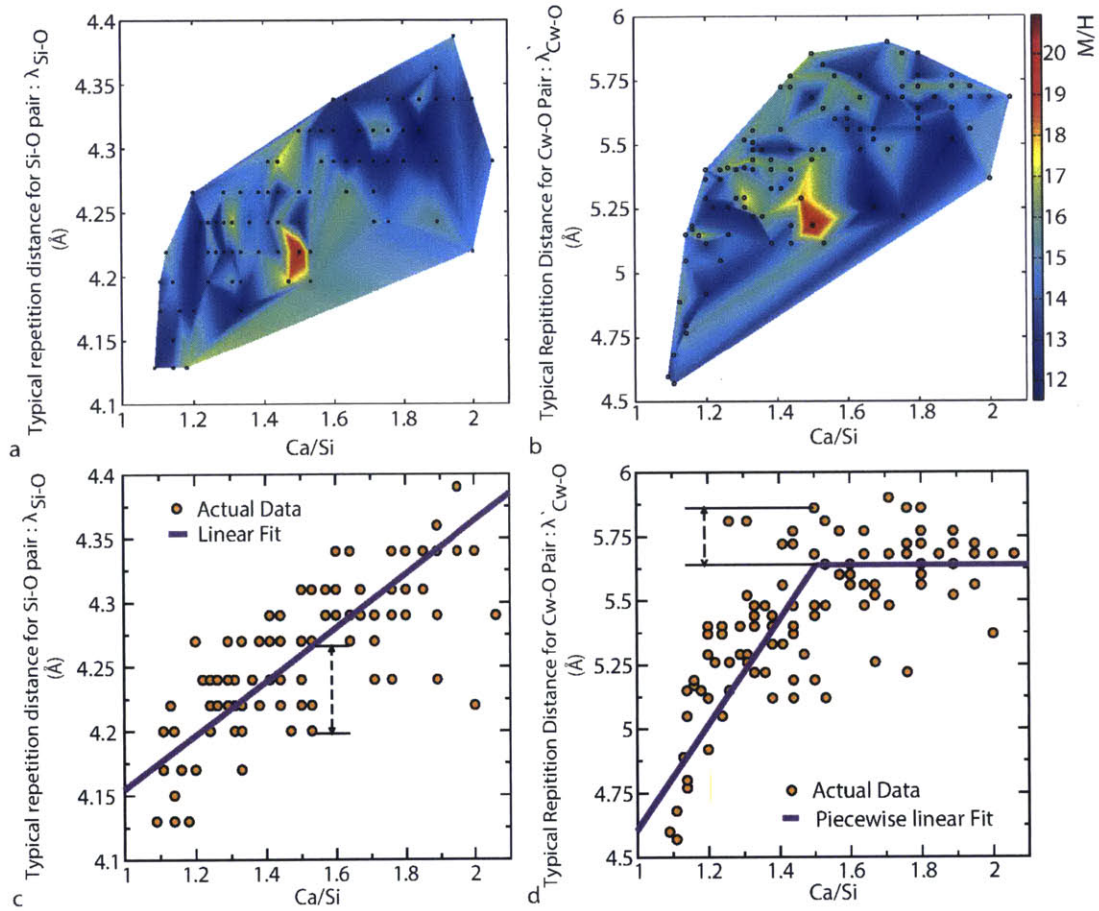 Typical repetition distance for Si-O pair : λSi-O
(Å)
4.4
4.35
4.3
4.25
4.2
4.15
4.1
1
1.2
1.4
1.6
1.8
2
Ca/Si
a
Typical Repitition Distance for Cw-O Pair : λ`Cw-O
(Å)
6
5.75
5.5
5.25
5
4.75
4.5
1
1.2
1.4
1.6
1.8
2
Ca/Si
b
M/H
20
19
18
17
16
15
14
13
12
Typical repetition distance for Si-O pair : λSi-O
(Å)
4.4
4.35
4.3
4.25
4.2
4.15
4.1
Actual Data
Linear Fit
1
1.2
1.4
1.6
1.8
2
Ca/Si
c
Typical Repitition Distance for Cw-O Pair : λ`Cw-O
(Å)
6
5.75
5.5
5.25
5
4.75
4.5
Actual Data
Piecewise linear Fit
1
1.2
1.4
1.6
1.8
2
Ca/Si
d